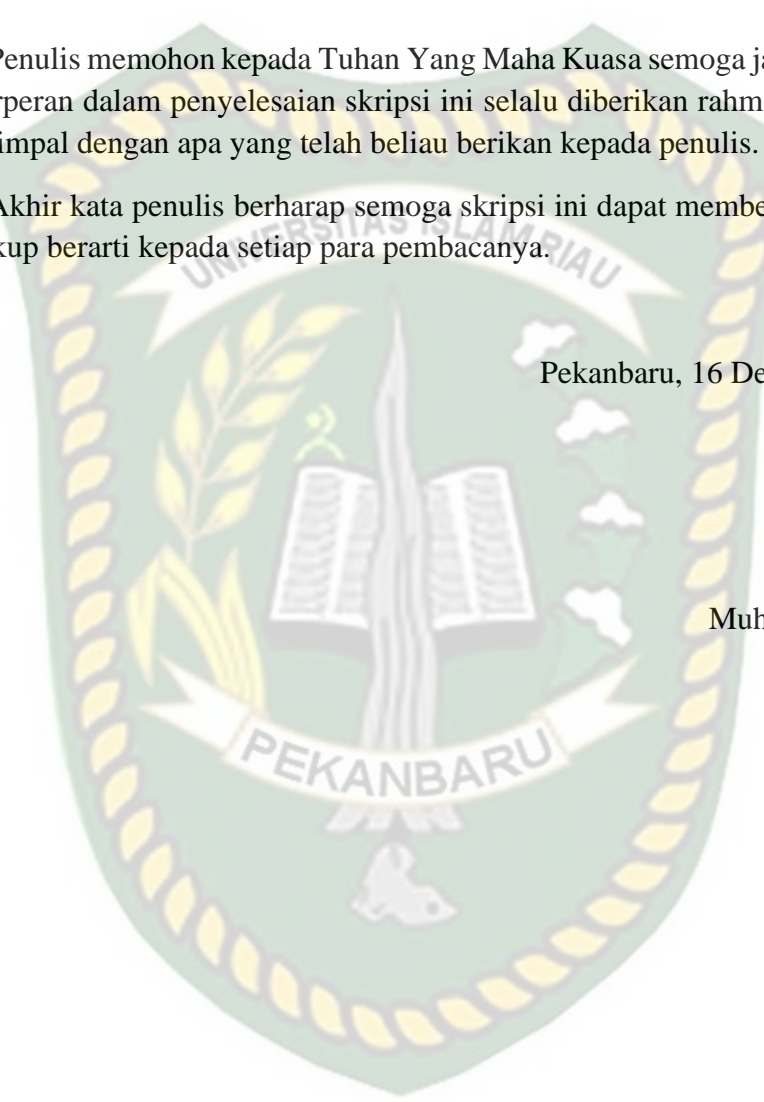 Penulis memohon kepada Tuhan Yang Maha Kuasa semoga ja
rperan dalam penyelesaian skripsi ini selalu diberikan rahm
impal dengan apa yang telah beliau berikan kepada penulis.
Akhir kata penulis berharap semoga skripsi ini dapat membe
kup berarti kepada setiap para pembacanya.
UNIVERSITAS ISLAM RIAU
Pekanbaru, 16 De
Muh
PEKANBARU